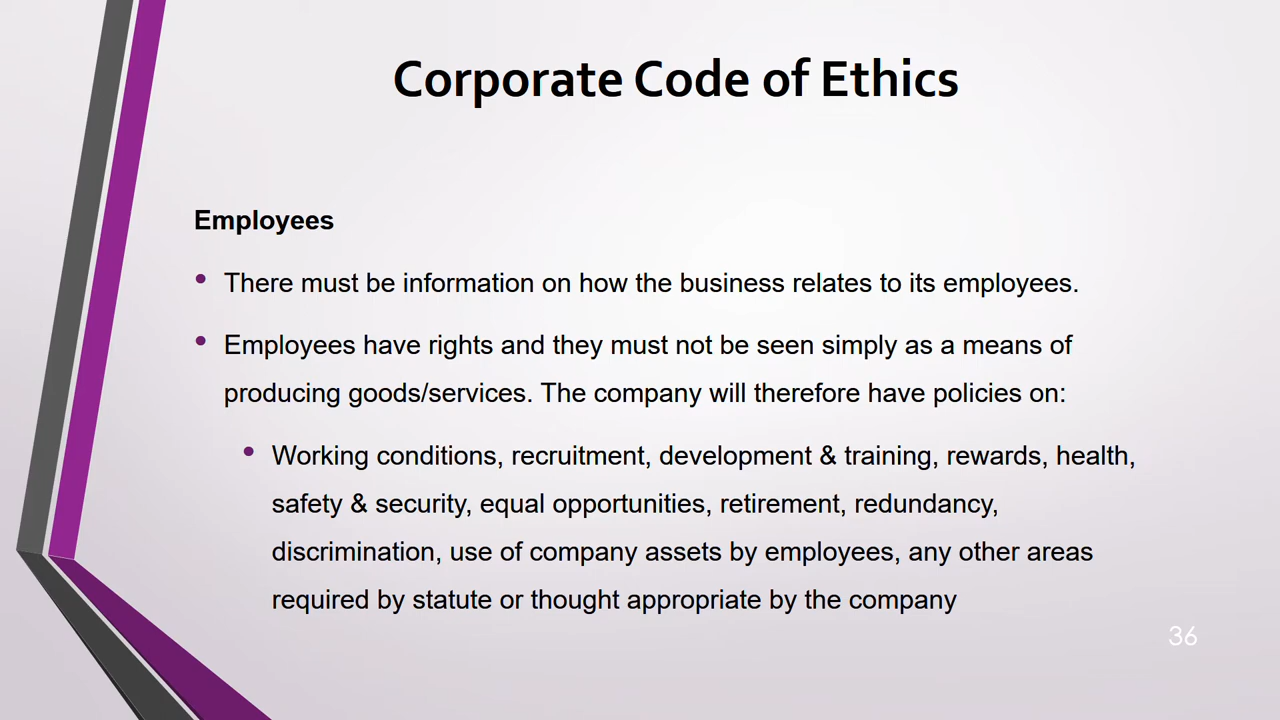 Corporate Code of Ethics
Employees
• There must be information on how the business relates to its employees.
• Employees have rights and they must not be seen simply as a means of
producing goods/services. The company will therefore have policies on:
• Working conditions, recruitment, development & training, rewards, health,
safety & security, equal opportunities, retirement, redundancy,
discrimination, use of company assets by employees, any other areas
required by statute or thought appropriate by the company
36